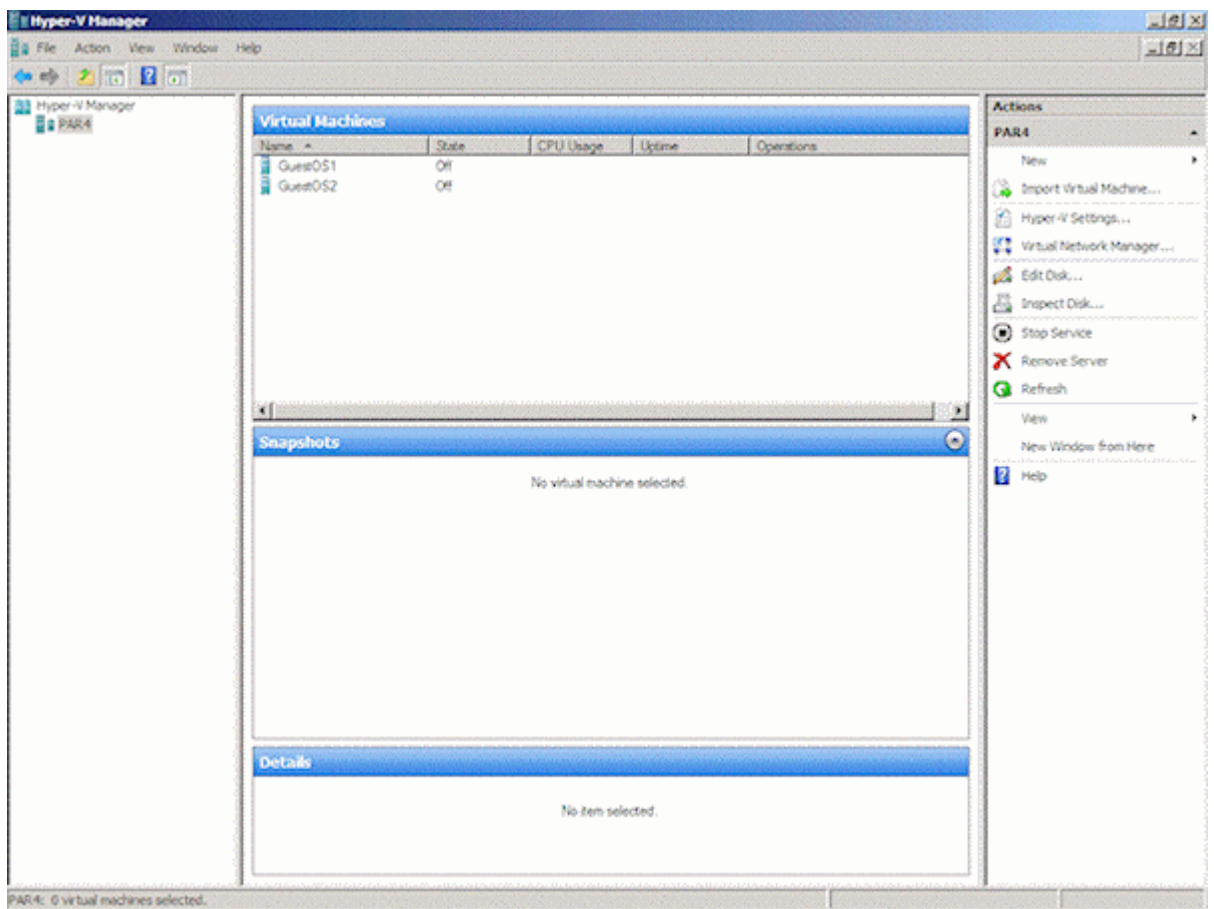 Hyper-V Manager
File Action View Window Help
Hyper-V Manager
PAR4
Virtual Machines
Name State CPU Usage Uptime Operations
GuestOS1 Off
GuestOS2 Off
Snapshots
No virtual machine selected.
Details
No item selected.
Actions
PAR4
New
Import Virtual Machine...
Hyper-V Settings...
Virtual Network Manager...
Edit Disk...
Inspect Disk...
Stop Service
Remove Server
Refresh
View
New Window from Here
Help
PAR4: 0 virtual machines selected.